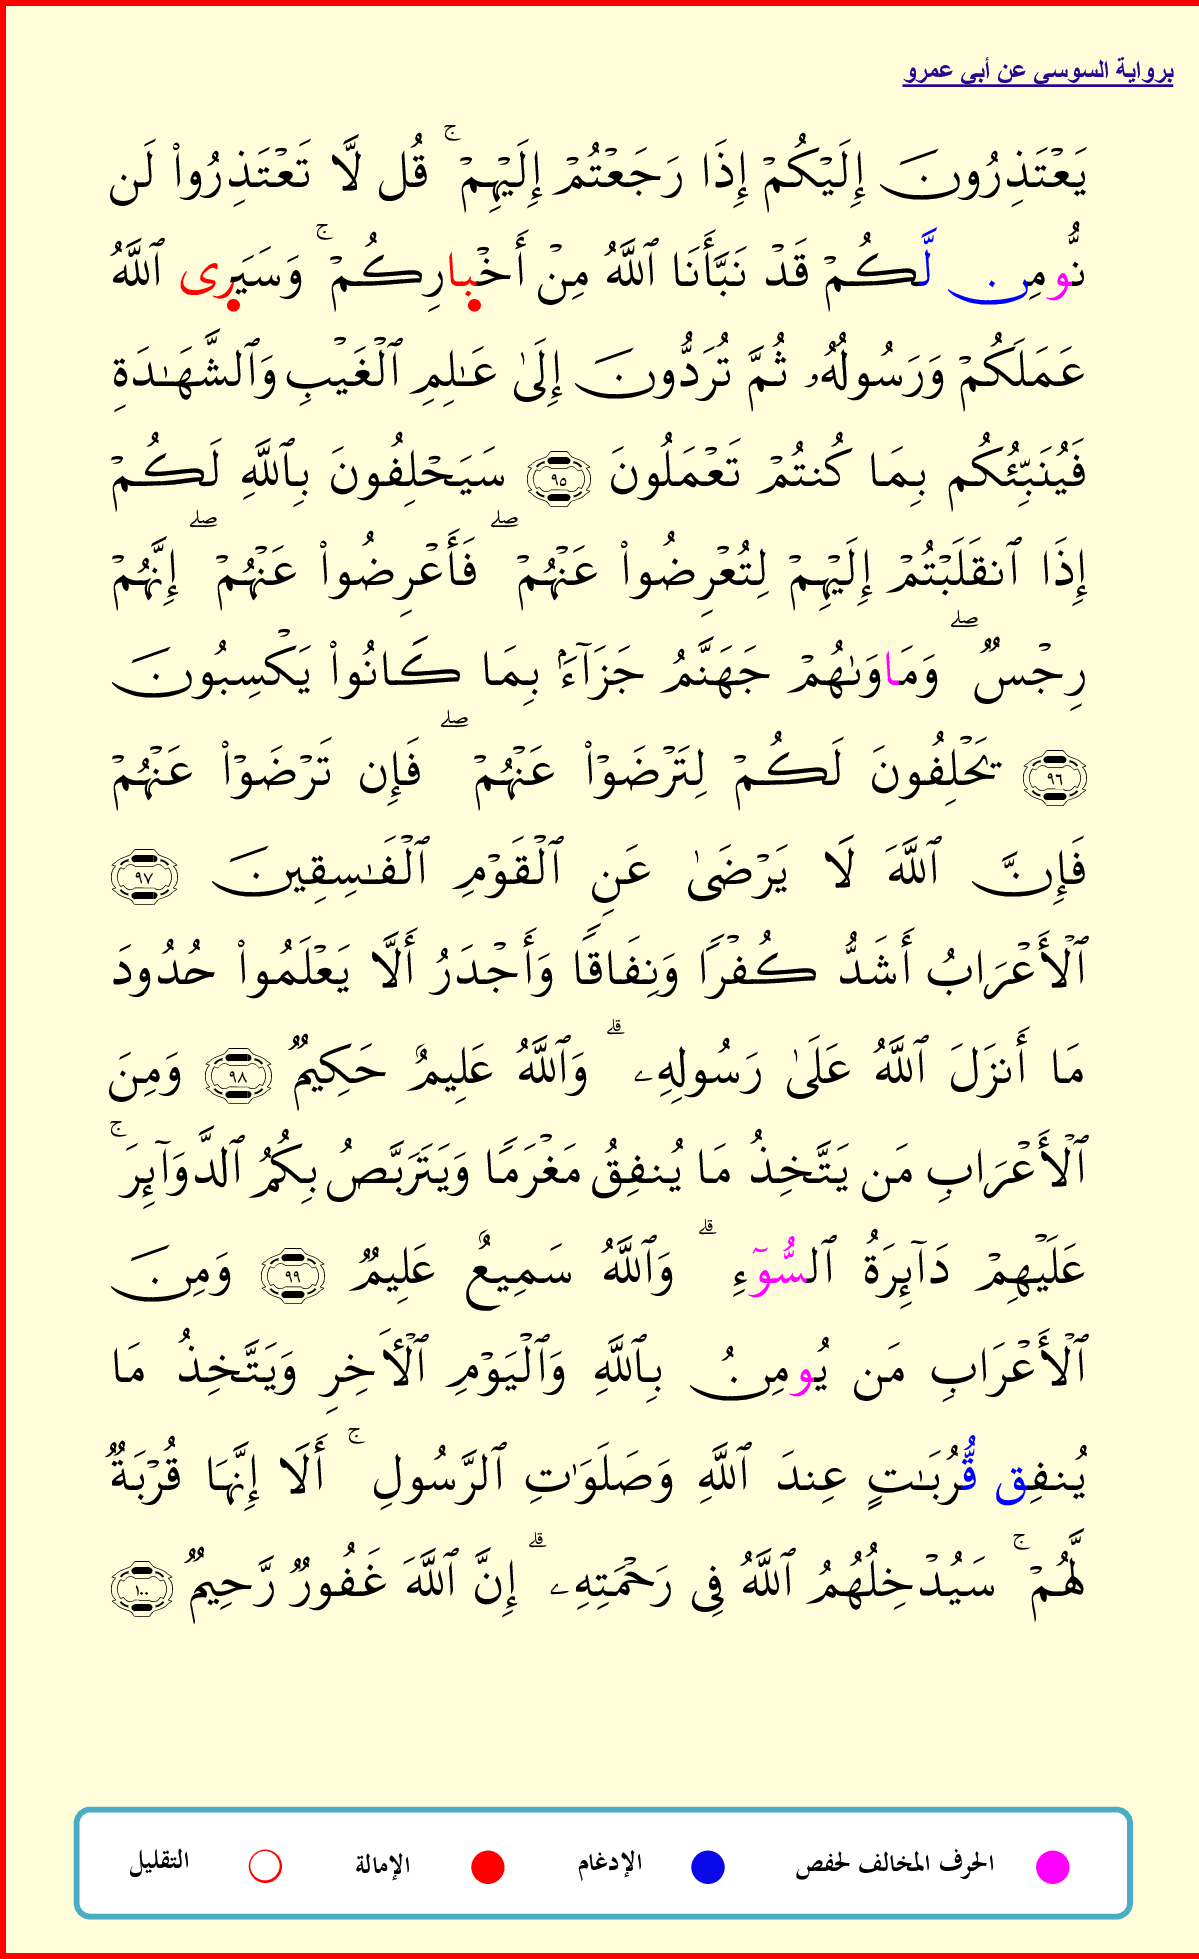 برواية السوسي عن أبي عمرو
يَعْتَذِرُونَ إِلَيْكُمْ إِذَا رَجَعْتُمْ إِلَيْهِمْ ۚ قُل لَّا تَعْتَذِرُوا۟ لَن
نُّومِن لَّكُمْ قَدْ نَبَّأَنَا ٱللَّهُ مِنْ أَخْبارِكُمْ ۚ وَسَيَرى ٱللَّهُ
عَمَلَكُمْ وَرَسُولُهُۥ ثُمَّ تُرَدُّونَ إِلَىٰ عَـٰلِمِ ٱلْغَيْبِ وَٱلشَّهَـٰدَةِ
فَيُنَبِّئُكُم بِمَا كُنتُمْ تَعْمَلُونَ ٩٥ سَيَحْلِفُونَ بِٱللَّهِ لَكُمْ
إِذَا ٱنقَلَبْتُمْ إِلَيْهِمْ لِتُعْرِضُوا۟ عَنْهُمْ ۖ فَأَعْرِضُوا۟ عَنْهُمْ ۖ إِنَّهُمْ
رِجْسٌ ۖ وَمَاوَىٰهُمْ جَهَنَّمُ جَزَآءًۢ بِمَا كَانُوا۟ يَكْسِبُونَ
٩٦ يَحْلِفُونَ لَكُمْ لِتَرْضَوْا۟ عَنْهُمْ ۖ فَإِن تَرْضَوْا۟ عَنْهُمْ
فَإِنَّ ٱللَّهَ لَا يَرْضَىٰ عَنِ ٱلْقَوْمِ ٱلْفَـٰسِقِينَ ٩٧
ٱلْأَعْرَابُ أَشَدُّ كُفْرًا وَنِفَاقًا وَأَجْدَرُ أَلَّا يَعْلَمُوا۟ حُدُودَ
مَا أَنزَلَ ٱللَّهُ عَلَىٰ رَسُولِهِۦ ۗ وَٱللَّهُ عَلِيمٌ حَكِيمٌ ٩٨ وَمِنَ
ٱلْأَعْرَابِ مَن يَتَّخِذُ مَا يُنفِقُ مَغْرَمًا وَيَتَرَبَّصُ بِكُمُ ٱلدَّوَآئِرَ ۚ
عَلَيْهِمْ دَآئِرَةُ ٱلسُّوٓءِ ۗ وَٱللَّهُ سَمِيعٌ عَلِيمٌ ٩٩ وَمِنَ
ٱلْأَعْرَابِ مَن يُومِنُ بِٱللَّهِ وَٱلْيَوْمِ ٱلْأَخِرِ وَيَتَّخِذُ مَا
يُنفِق قُّرُبَـٰتٍ عِندَ ٱللَّهِ وَصَلَوَٰتِ ٱلرَّسُولِ ۚ أَلَا إِنَّهَا قُرْبَةٌ
لَّهُمْ ۚ سَيُدْخِلُهُمُ ٱللَّهُ فِى رَحْمَتِهِۦ ۗ إِنَّ ٱللَّهَ غَفُورٌ رَّحِيمٌ ١٠٠
الحرف المخالف لحفص الإدغام الإمالة التقليل